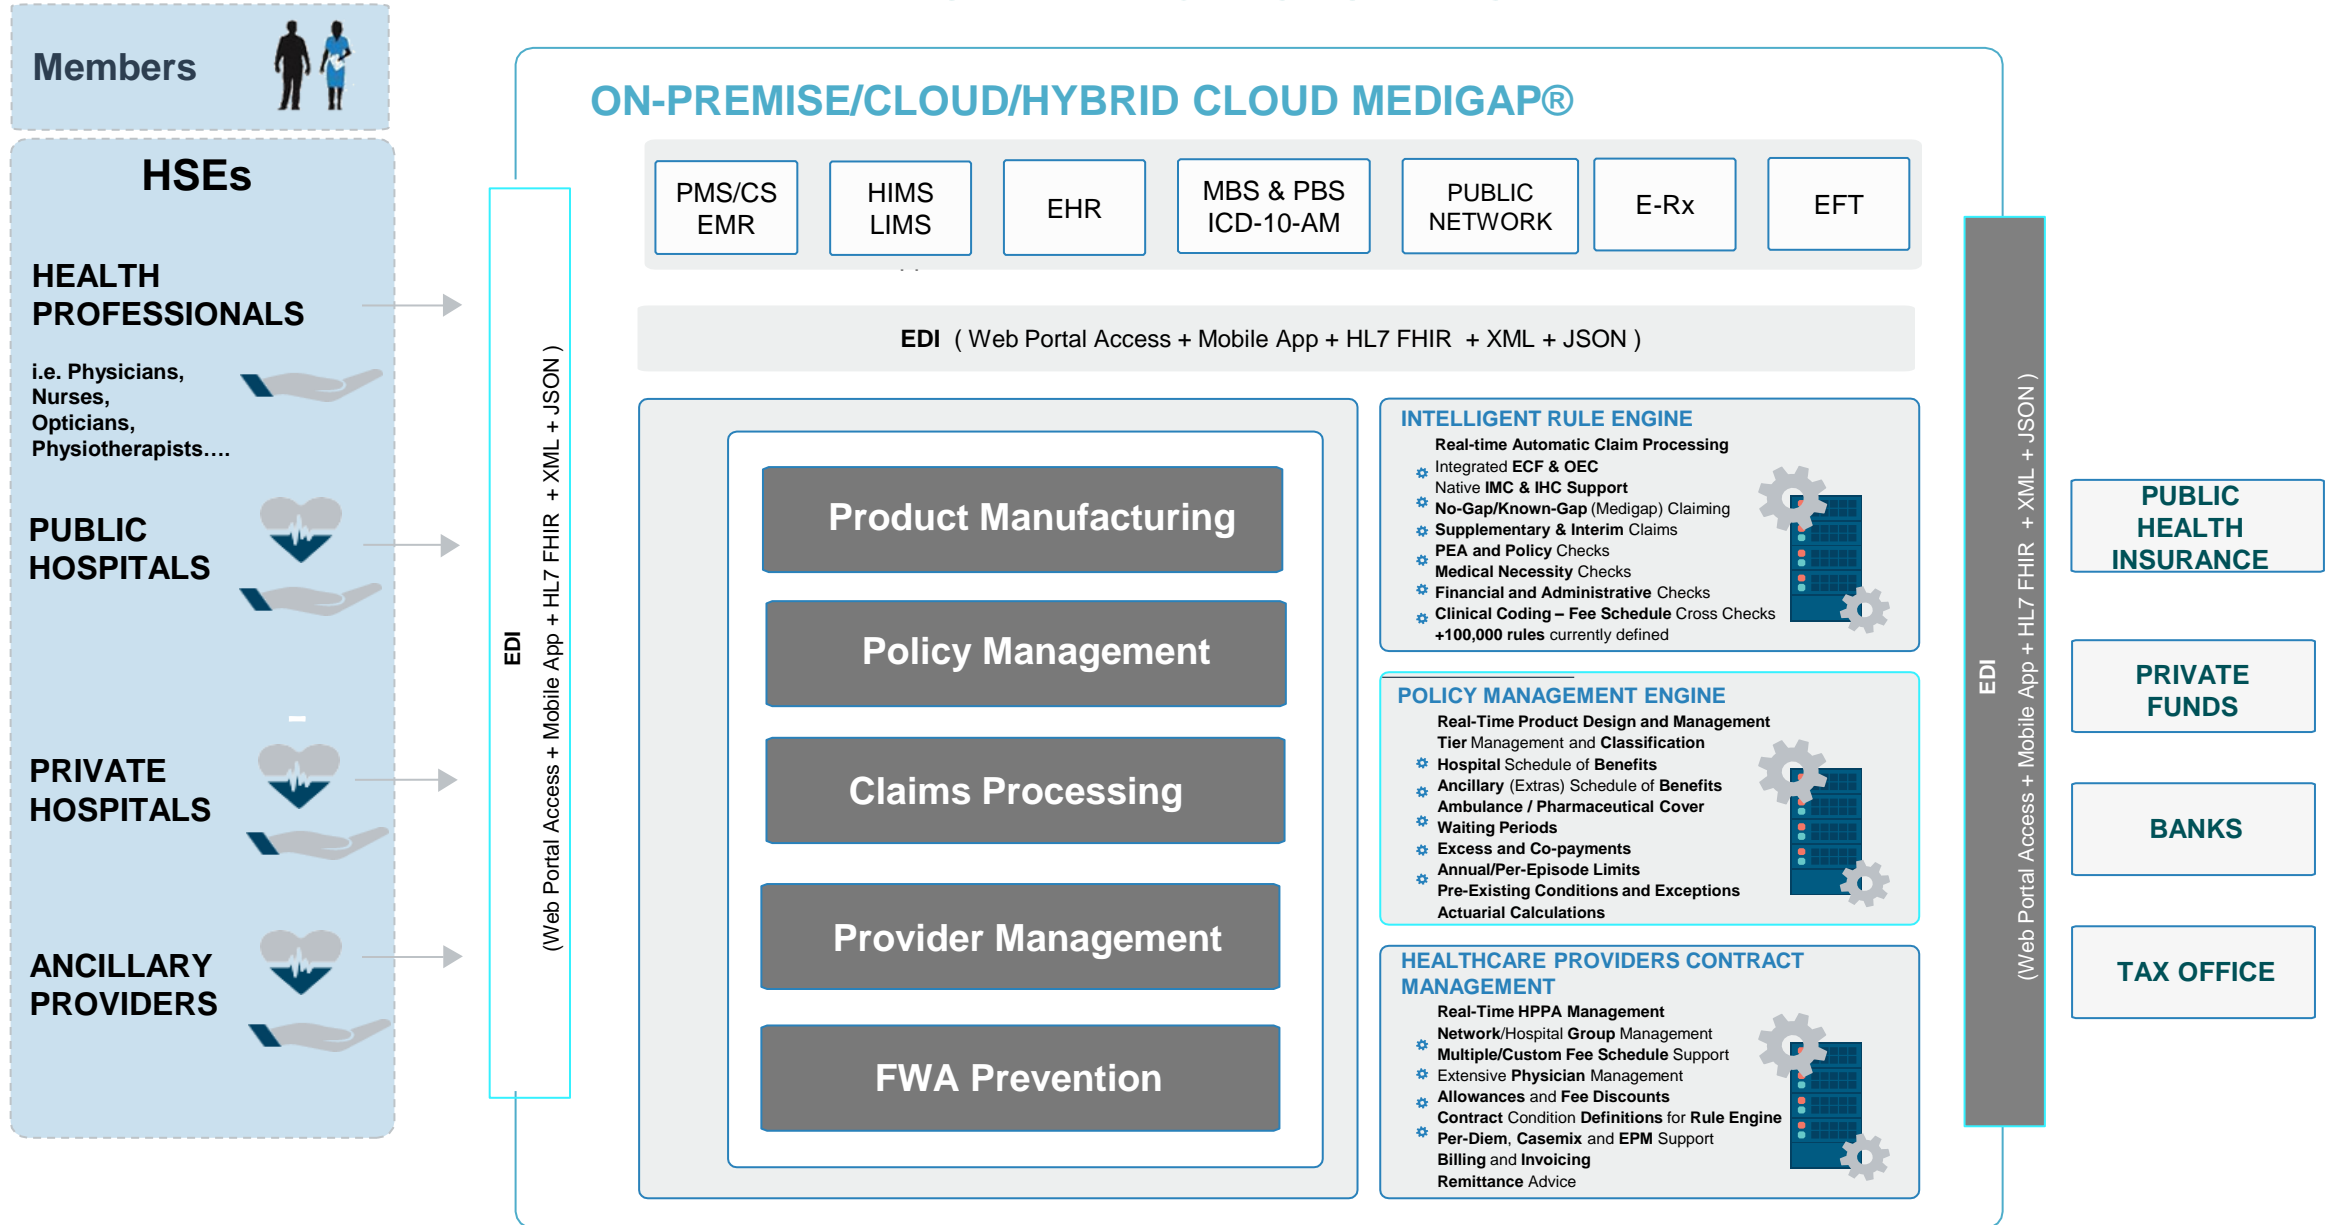 Members
HSEs
HEALTH
PROFESSIONALS
i.e. Physicians,
Nurses,
Opticians,
Physiotherapists....
PUBLIC
HOSPITALS
PRIVATE
HOSPITALS
ANCILLARY
PROVIDERS
EDI
(Web Portal Access + Mobile App + HL7 FHIR + XML + JSON )
ON-PREMISE/CLOUD/HYBRID CLOUD MEDIGAP®
PMS/CS
EMR
HIMS
LIMS
EHR
MBS & PBS
ICD-10-AM
PUBLIC
NETWORK
E-Rx
EFT
EDI ( Web Portal Access + Mobile App + HL7 FHIR + XML + JSON )
Product Manufacturing
Policy Management
Claims Processing
Provider Management
FWA Prevention
INTELLIGENT RULE ENGINE
Real-time Automatic Claim Processing
Integrated ECF & OEC
Native IMC & IHC Support
No-Gap/Known-Gap (Medigap) Claiming
Supplementary & Interim Claims
PEA and Policy Checks
Medical Necessity Checks
Financial and Administrative Checks
Clinical Coding – Fee Schedule Cross Checks
+100,000 rules currently defined
POLICY MANAGEMENT ENGINE
Real-Time Product Design and Management
Tier Management and Classification
Hospital Schedule of Benefits
Ancillary (Extras) Schedule of Benefits
Ambulance / Pharmaceutical Cover
Waiting Periods
Excess and Co-payments
Annual/Per-Episode Limits
Pre-Existing Conditions and Exceptions
Actuarial Calculations
HEALTHCARE PROVIDERS CONTRACT
MANAGEMENT
Real-Time HPPA Management
Network/Hospital Group Management
Multiple/Custom Fee Schedule Support
Extensive Physician Management
Allowances and Fee Discounts
Contract Condition Definitions for Rule Engine
Per-Diem, Casemix and EPM Support
Billing and Invoicing
Remittance Advice
EDI
(Web Portal Access + Mobile App + HL7 FHIR + XML + JSON )
PUBLIC
HEALTH
INSURANCE
PRIVATE
FUNDS
BANKS
TAX OFFICE